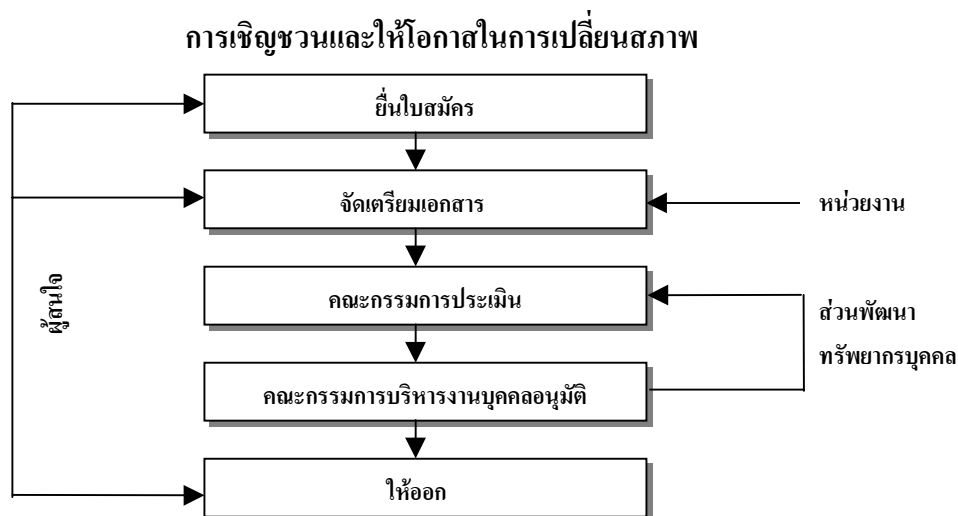 การเชิญชวนและให้โอกาสในการเปลี่ยนสภาพ
ยื่นใบสมัคร
จัดเตรียมเอกสาร
หน่วยงาน
ผู้สนใจ
คณะกรรมการประเมิน
ส่วนพัฒนา
ทรัพยากรบุคคล
คณะกรรมการบริหารงานบุคคลอนุมัติ
ให้ออก